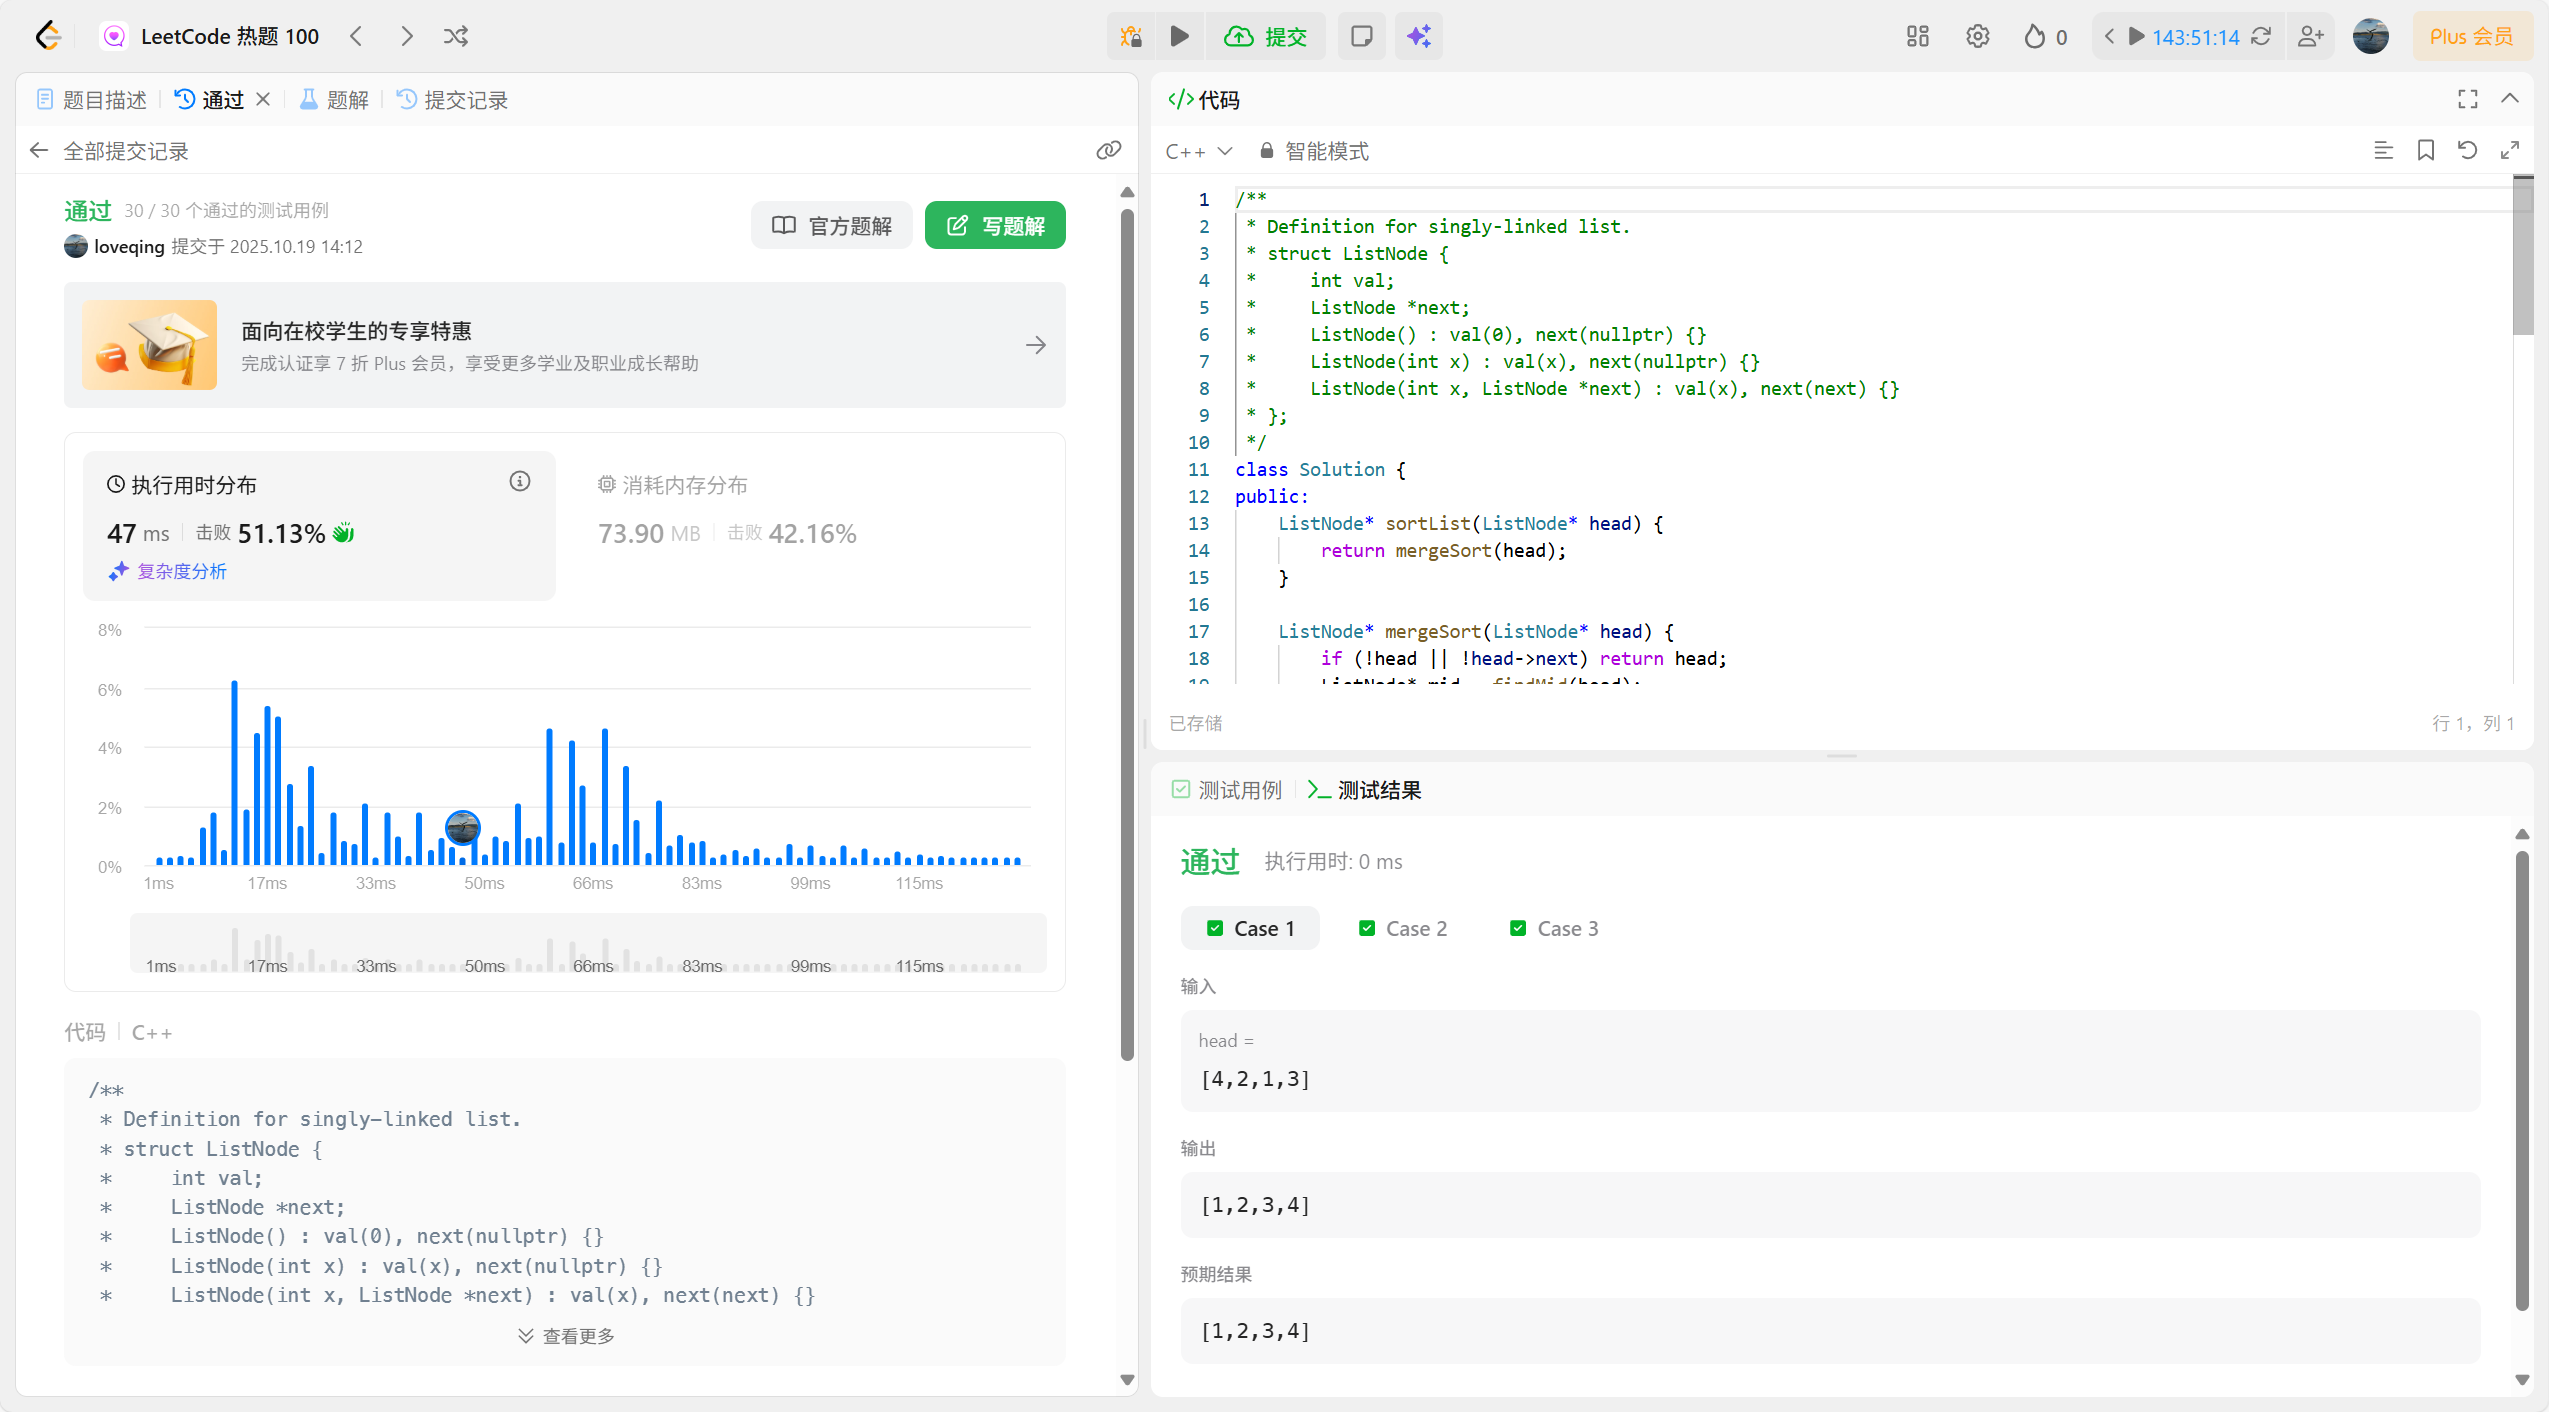 LeetCode 热题 100
提交
0
143:51:14
Plus 会员
题目描述
通过
题解
提交记录
全部提交记录
通过 30 / 30 个通过的测试用例
loveqing 提交于 2025.10.19 14:12
官方题解
写题解
面向在校学生的专享特惠
完成认证享 7 折 Plus 会员，享受更多学业及职业成长帮助
执行用时分布
47 ms 击败 51.13%
复杂度分析
消耗内存分布
73.90 MB 击败 42.16%
8%
6%
4%
2%
0%
1ms 17ms 33ms 50ms 66ms 83ms 99ms 115ms
1ms 17ms 33ms 50ms 66ms 83ms 99ms 115ms
代码 C++
/**
 * Definition for singly-linked list.
 * struct ListNode {
 *     int val;
 *     ListNode *next;
 *     ListNode() : val(0), next(nullptr) {}
 *     ListNode(int x) : val(x), next(nullptr) {}
 *     ListNode(int x, ListNode *next) : val(x), next(next) {}
查看更多
</>代码
C++ 智能模式
1 /**
2  * Definition for singly-linked list.
3  * struct ListNode {
4  *     int val;
5  *     ListNode *next;
6  *     ListNode() : val(0), next(nullptr) {}
7  *     ListNode(int x) : val(x), next(nullptr) {}
8  *     ListNode(int x, ListNode *next) : val(x), next(next) {}
9  * };
10  */
11 class Solution {
12 public:
13     ListNode* sortList(ListNode* head) {
14         return mergeSort(head);
15     }
16
17     ListNode* mergeSort(ListNode* head) {
18         if (!head || !head->next) return head;
19         ListNode* mid = findMid(head);
已存储
行 1，列 1
测试用例
测试结果
通过 执行用时: 0 ms
Case 1
Case 2
Case 3
输入
head =
[4,2,1,3]
输出
[1,2,3,4]
预期结果
[1,2,3,4]